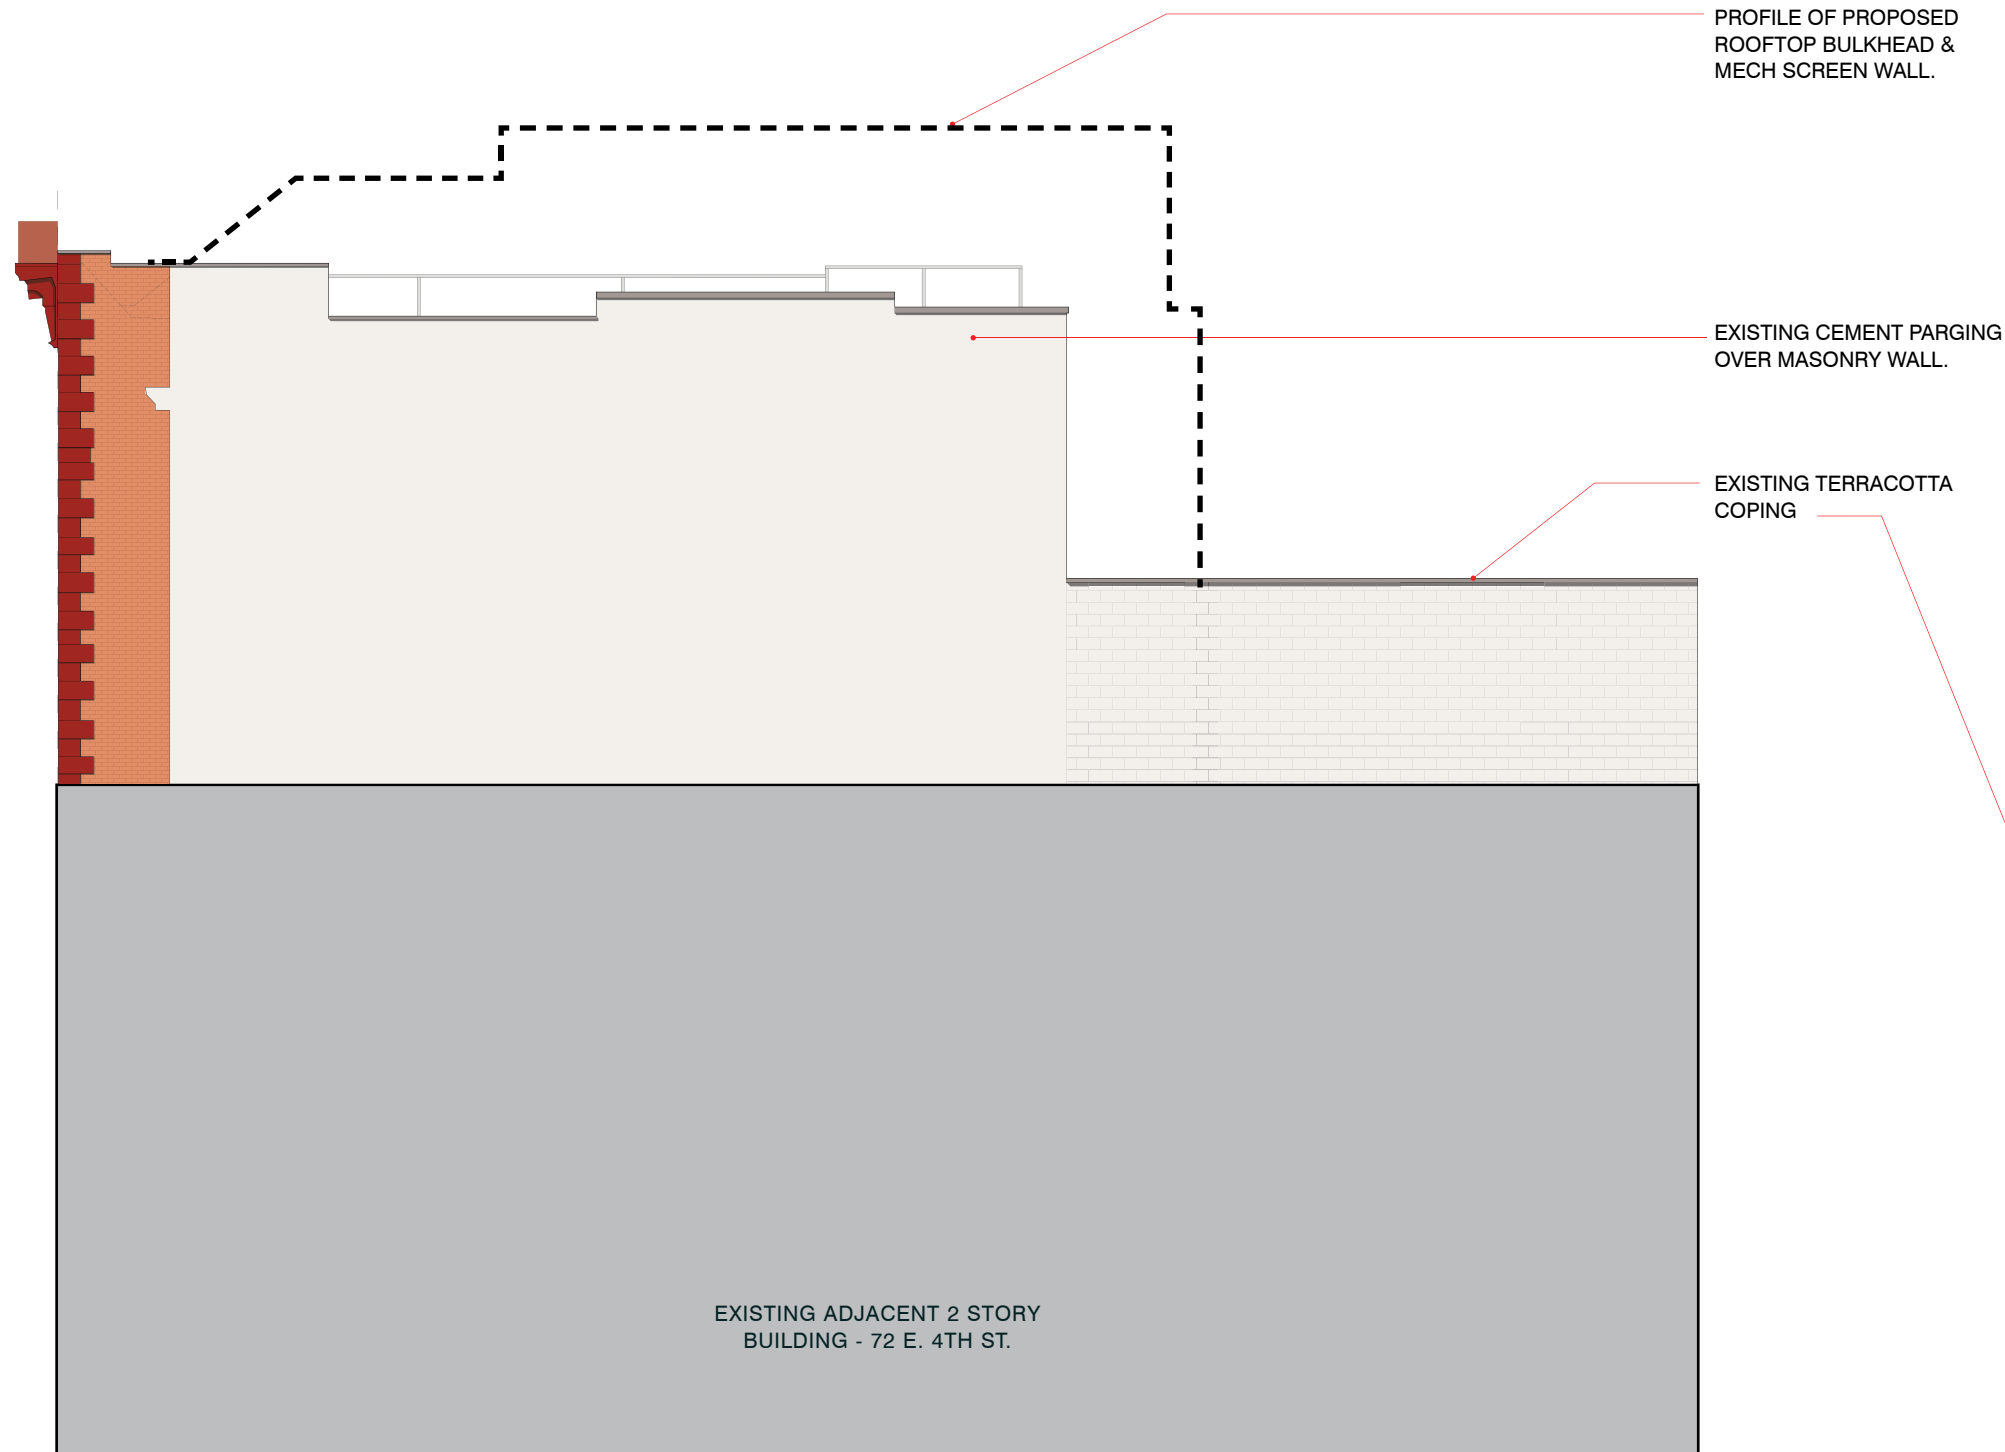 PROFILE OF PROPOSED
ROOFTOP BULKHEAD &
MECH SCREEN WALL.
EXISTING CEMENT PARGING
OVER MASONRY WALL.
EXISTING TERRACOTTA
COPING
EXISTING ADJACENT 2 STORY
BUILDING - 72 E. 4TH ST.